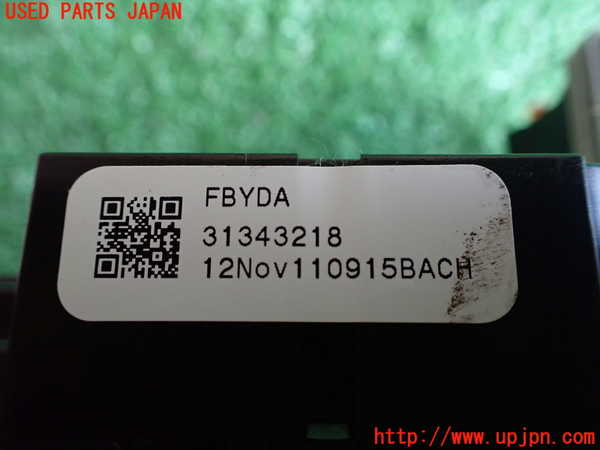 USED PARTS JAPAN
FBYDA
31343218
12Nov110915BACH
http://www.upjpn.com/